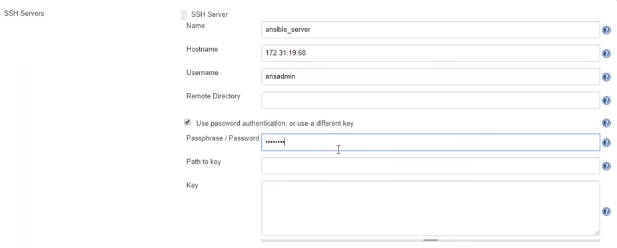 SSH Servers
SSH Server
Name
ansible_server
Hostname
172.31.19.68
Username
ansadmin
Remote Directory
Use password authentication, or use a different key
Passphrase / Password
••••••••
Path to key
Key